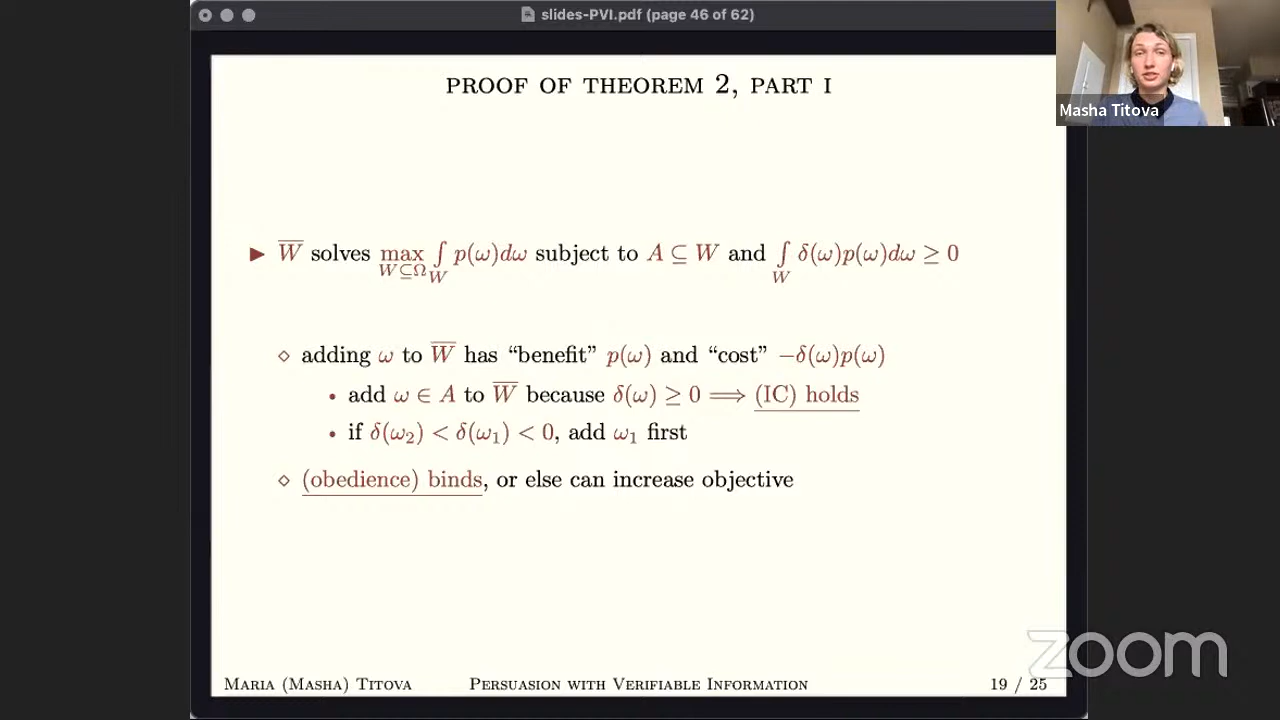 slides-PVI.pdf (page 46 of 62)
Masha Titova
PROOF OF THEOREM 2, PART I
▶ W̅ solves max_{W⊆Ω} ∫_W p(ω)dω subject to A ⊆ W and ∫_W δ(ω)p(ω)dω ≥ 0
⋄ adding ω to W̅ has “benefit” p(ω) and “cost” −δ(ω)p(ω)
• add ω ∈ A to W̅ because δ(ω) ≥ 0 ⟹ (IC) holds
• if δ(ω₂) < δ(ω₁) < 0, add ω₁ first
⋄ (obedience) binds, or else can increase objective
MARIA (MASHA) TITOVA PERSUASION WITH VERIFIABLE INFORMATION 19 / 25
zoom